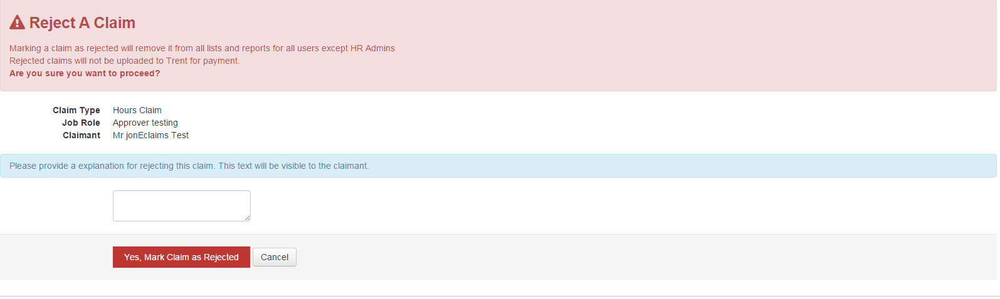 Reject A Claim
Marking a claim as rejected will remove it from all lists and reports for all users except HR Admins
Rejected claims will not be uploaded to Trent for payment.
Are you sure you want to proceed?
Claim Type Hours Claim
Job Role Approver testing
Claimant Mr jonEclaims Test
Please provide a explanation for rejecting this claim. This text will be visible to the claimant.
Yes, Mark Claim as Rejected Cancel